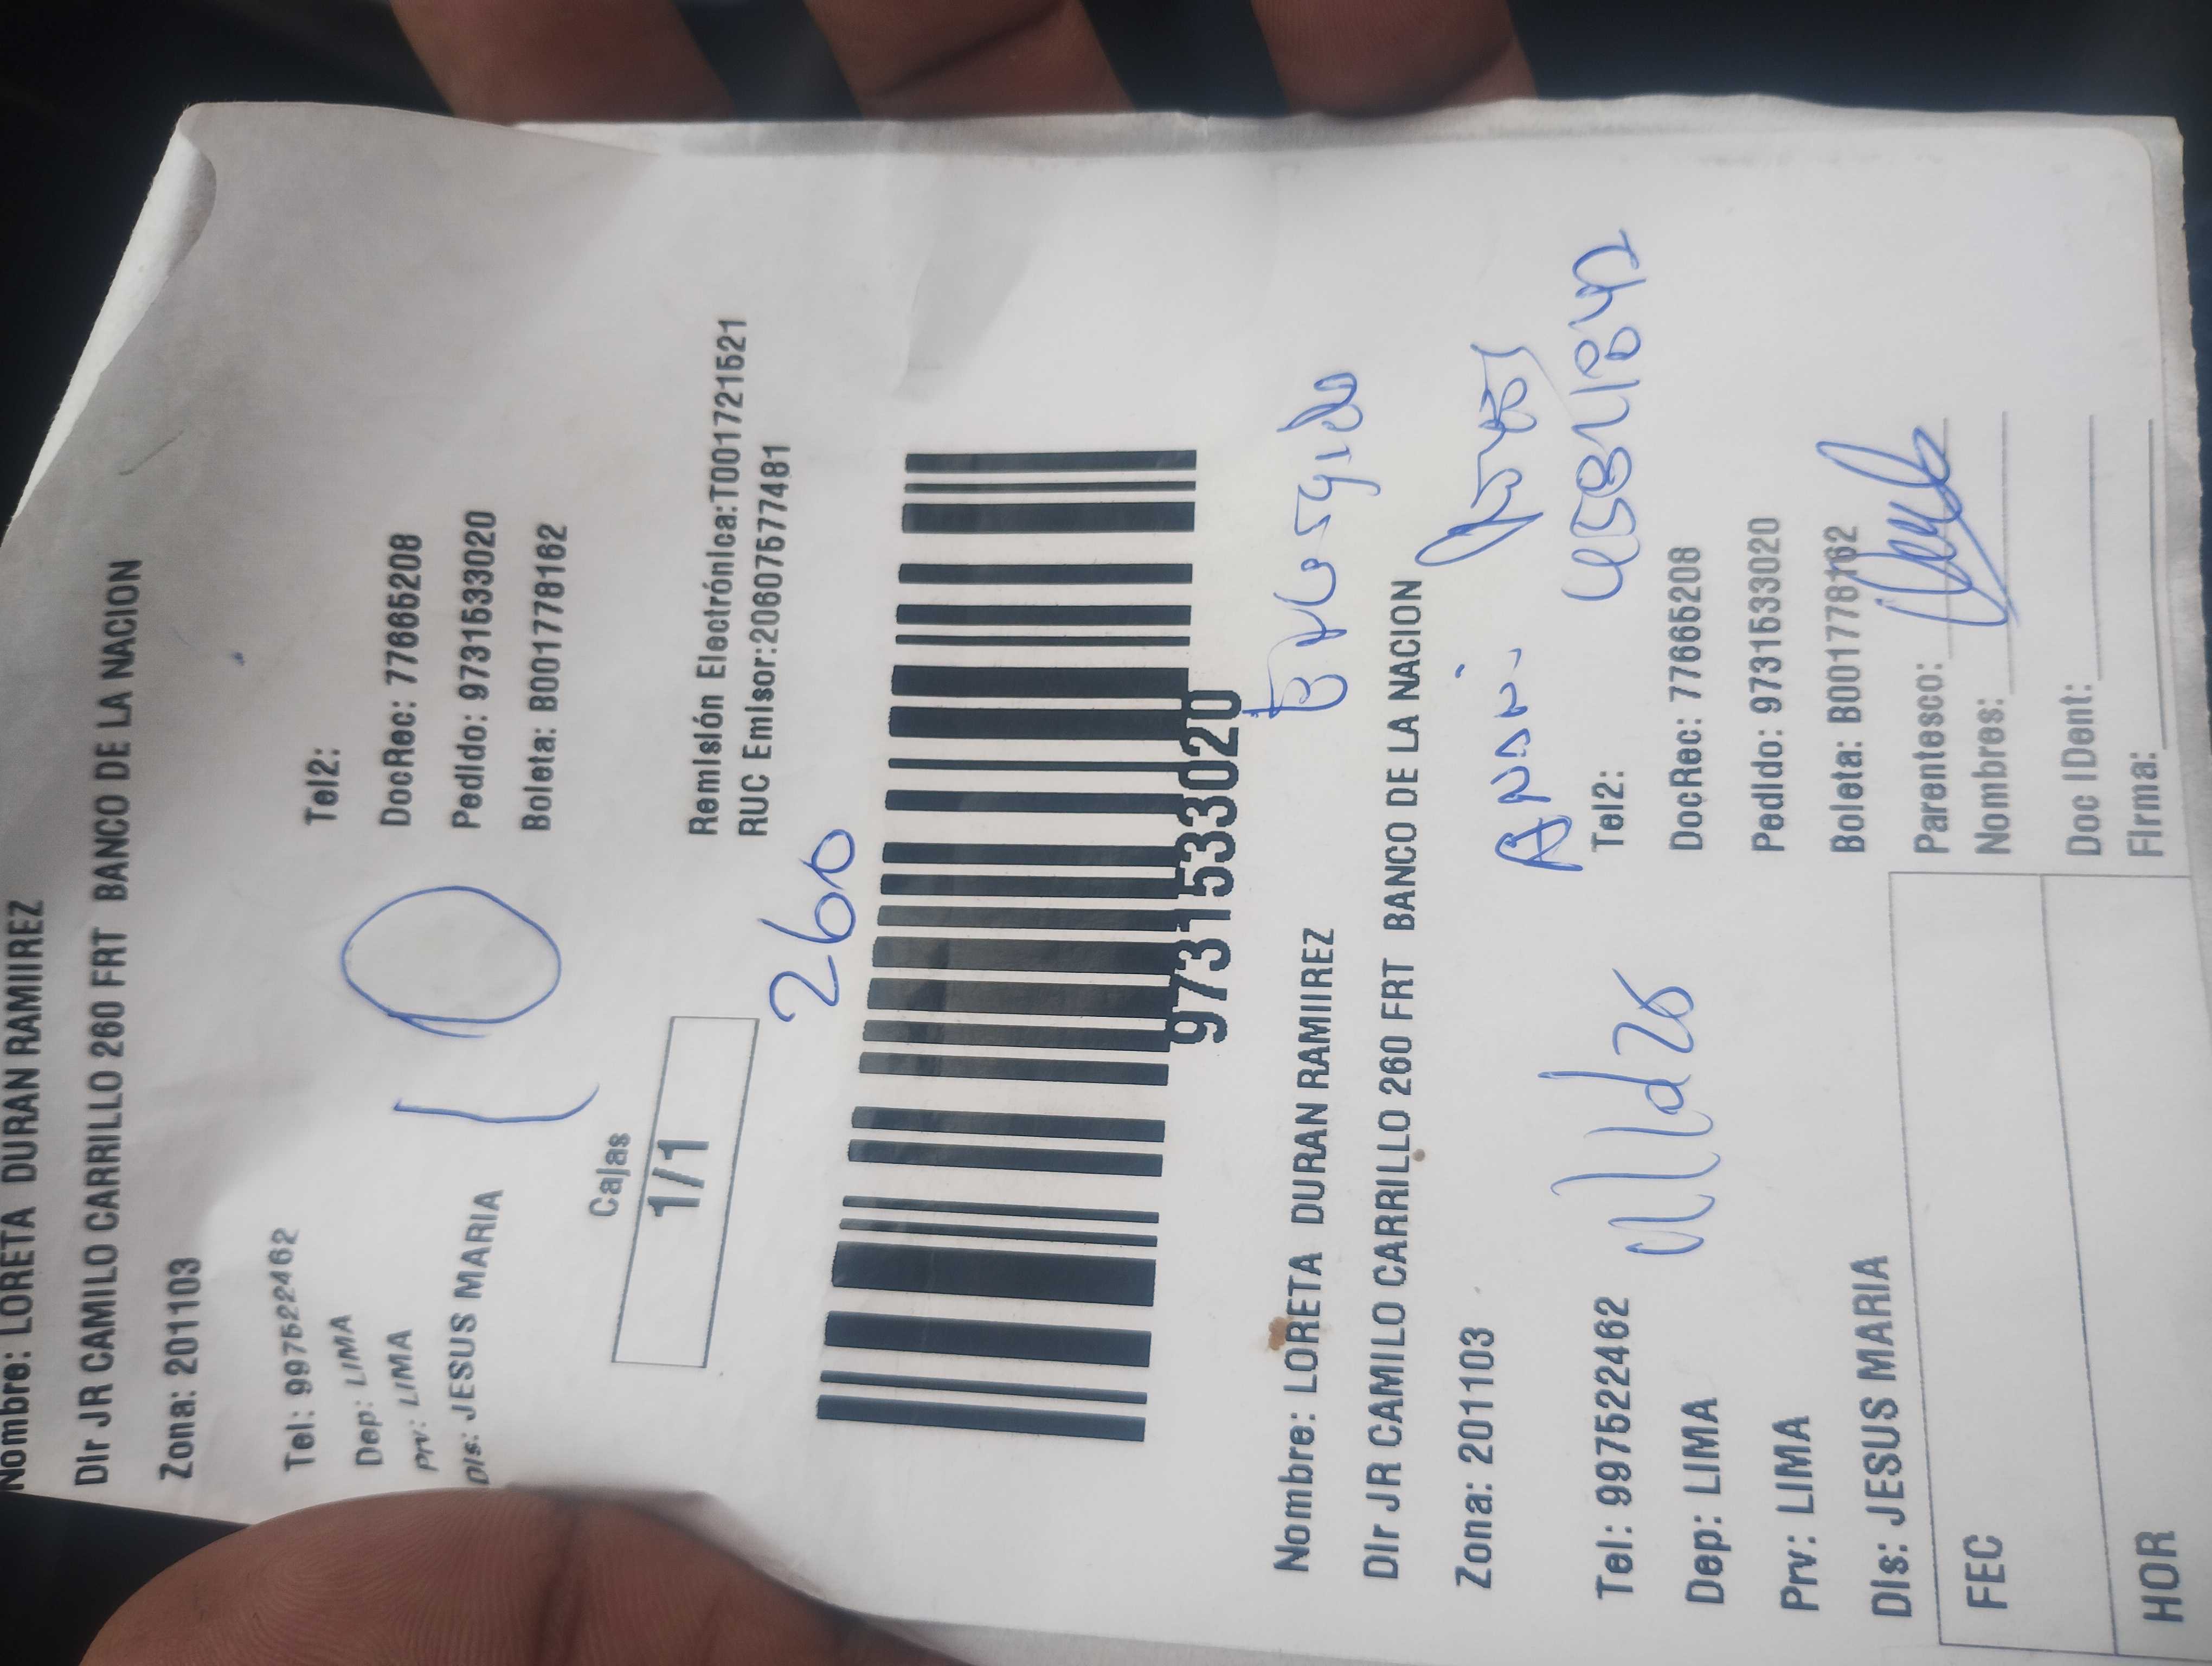 Nombre: LORETA DURAN RAMIIREZ
DIr JR CAMILO CARRILLO 260 FRT BANCO DE LA NACION
Zona: 201103
Tel: 997522462
Tel2:
Dep: LIMA
DocRec: 77665208
Prv: LIMA
Pedido: 9731533020
Dis: JESUS MARIA
Boleta: B001778162
10
Cajas
1/1
Remisión Electrónica:T001721521
RUC Emisor:20607577481
260
9731533020
Nombre: LORETA DURAN RAMIIREZ
DIr JR CAMILO CARRILLO 260 FRT BANCO DE LA NACION
Zona: 201103
Tel: 997522462
Tel2:
Dep: LIMA
DocRec: 77665208
Prv: LIMA
Pedido: 9731533020
Dis: JESUS MARIA
Boleta: B001778162
FEC
Parentesco:
Nombres:
HOR
Doc IDent:
Firma: